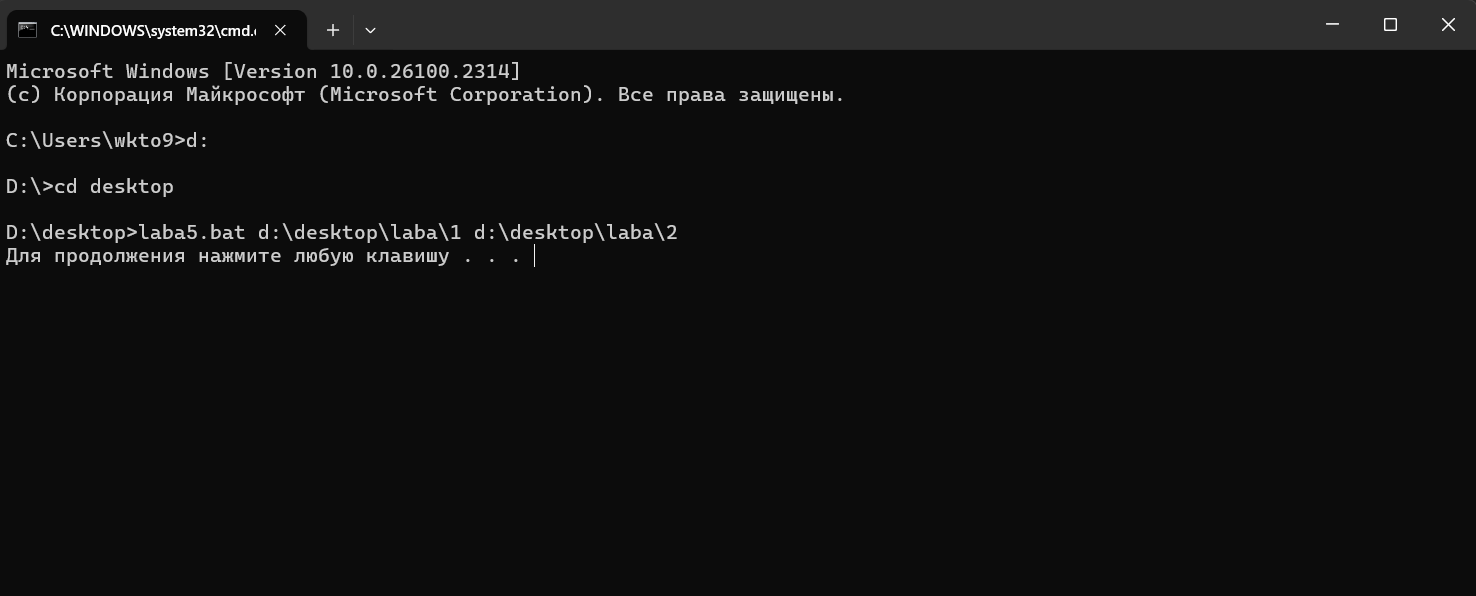 C:\WINDOWS\system32\cmd.
Microsoft Windows [Version 10.0.26100.2314]
(c) Корпорация Майкрософт (Microsoft Corporation). Все права защищены.
C:\Users\wkto9>d:
D:\>cd desktop
D:\desktop>laba5.bat d:\desktop\laba\1 d:\desktop\laba\2
Для продолжения нажмите любую клавишу . . .